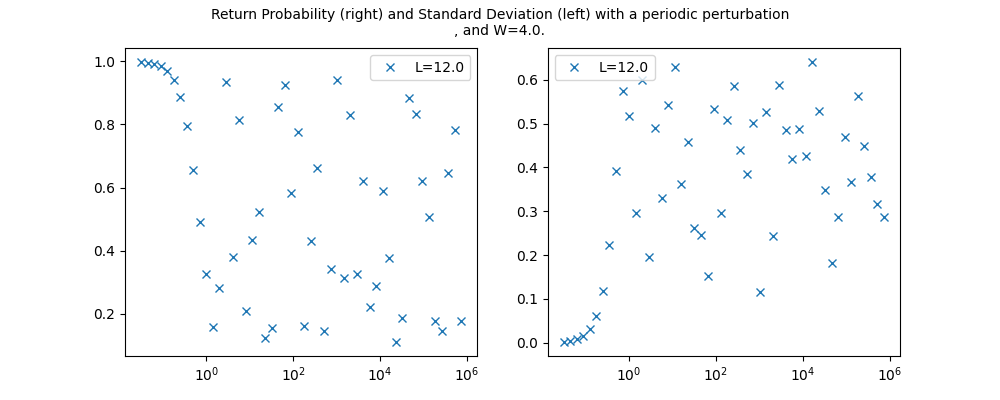 Return Probability (right) and Standard Deviation (left) with a periodic perturbation
, and W=4.0.
L=12.0
1.0
0.8
0.6
0.4
0.2
10^0 10^2 10^4 10^6
L=12.0
0.6
0.5
0.4
0.3
0.2
0.1
0.0
10^0 10^2 10^4 10^6